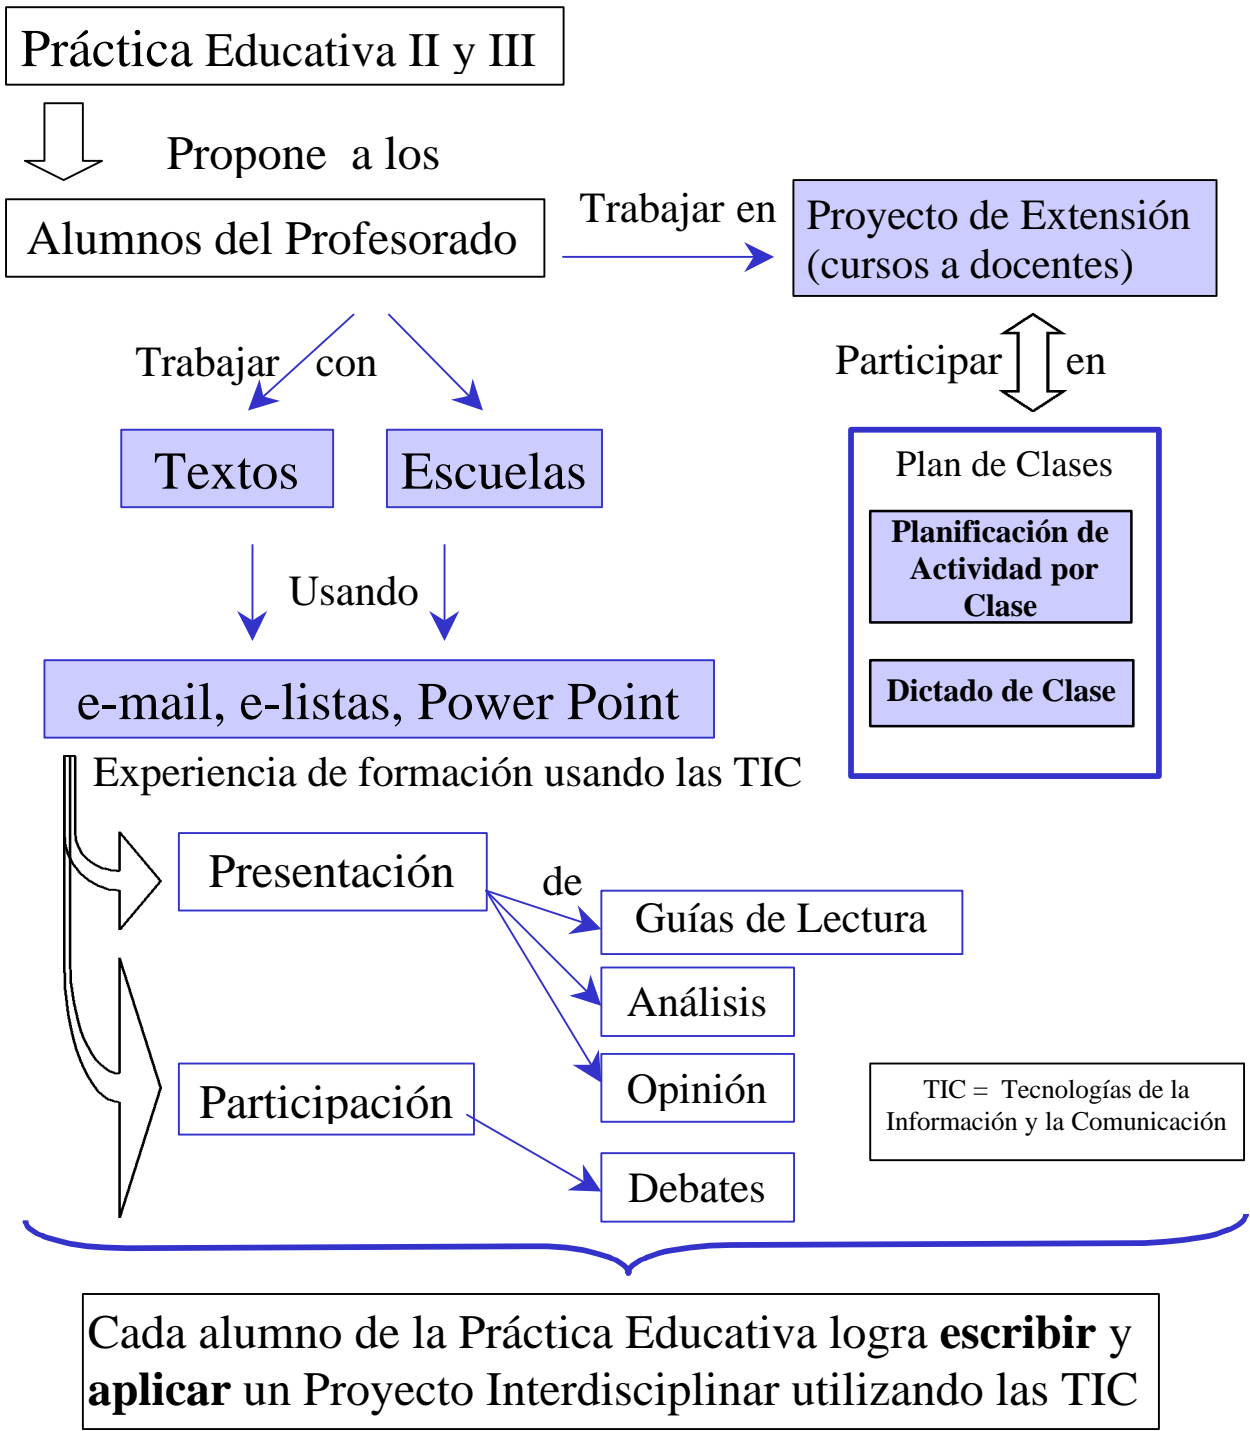 Práctica Educativa II y III
Propone a los
Alumnos del Profesorado
Trabajar en
Proyecto de Extensión
(cursos a docentes)
Trabajar con
Participar en
Textos
Escuelas
Plan de Clases
Planificación de
Actividad por
Clase
Usando
Dictado de Clase
e-mail, e-listas, Power Point
Experiencia de formación usando las TIC
Presentación
de
Guías de Lectura
Análisis
Opinión
Participación
Debates
TIC = Tecnologías de la
Información y la Comunicación
Cada alumno de la Práctica Educativa logra escribir y
aplicar un Proyecto Interdisciplinar utilizando las TIC